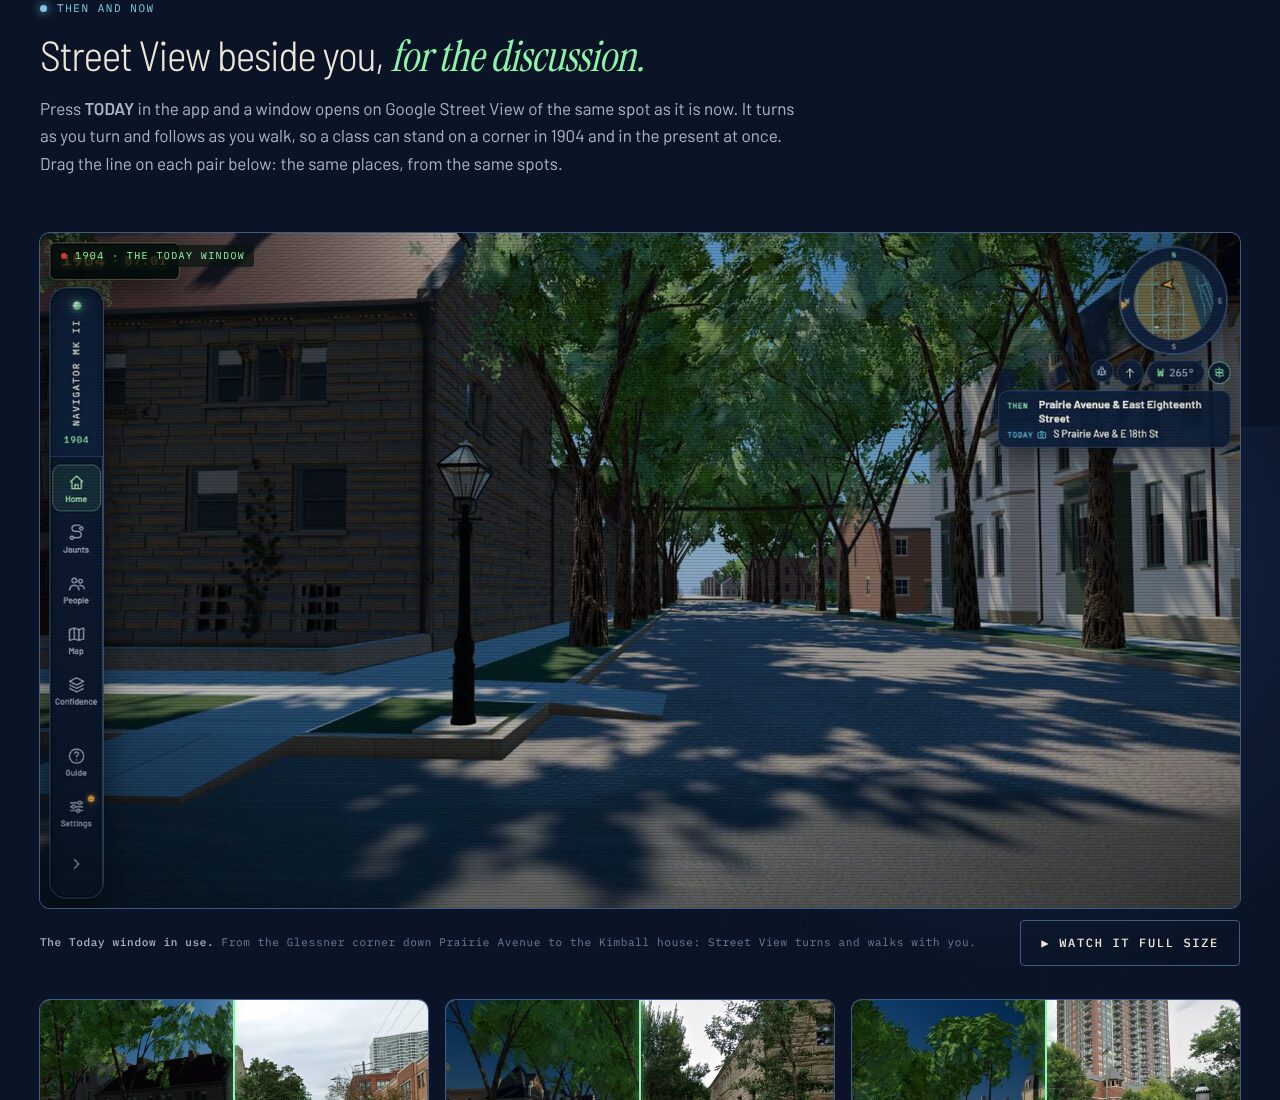 THEN AND NOW
Street View beside you, for the discussion.
Press TODAY in the app and a window opens on Google Street View of the same spot as it is now. It turns
as you turn and follows as you walk, so a class can stand on a corner in 1904 and in the present at once.
Drag the line on each pair below: the same places, from the same spots.
1904 · THE TODAY WINDOW
NAVIGATOR MK II
1904
Home
Jaunts
People
Map
Confidence
Guide
Settings
N
E
S
W 265°
THEN Prairie Avenue & East Eighteenth
Street
TODAY S Prairie Ave & E 18th St
The Today window in use. From the Glessner corner down Prairie Avenue to the Kimball house: Street View turns and walks with you.
▶ WATCH IT FULL SIZE